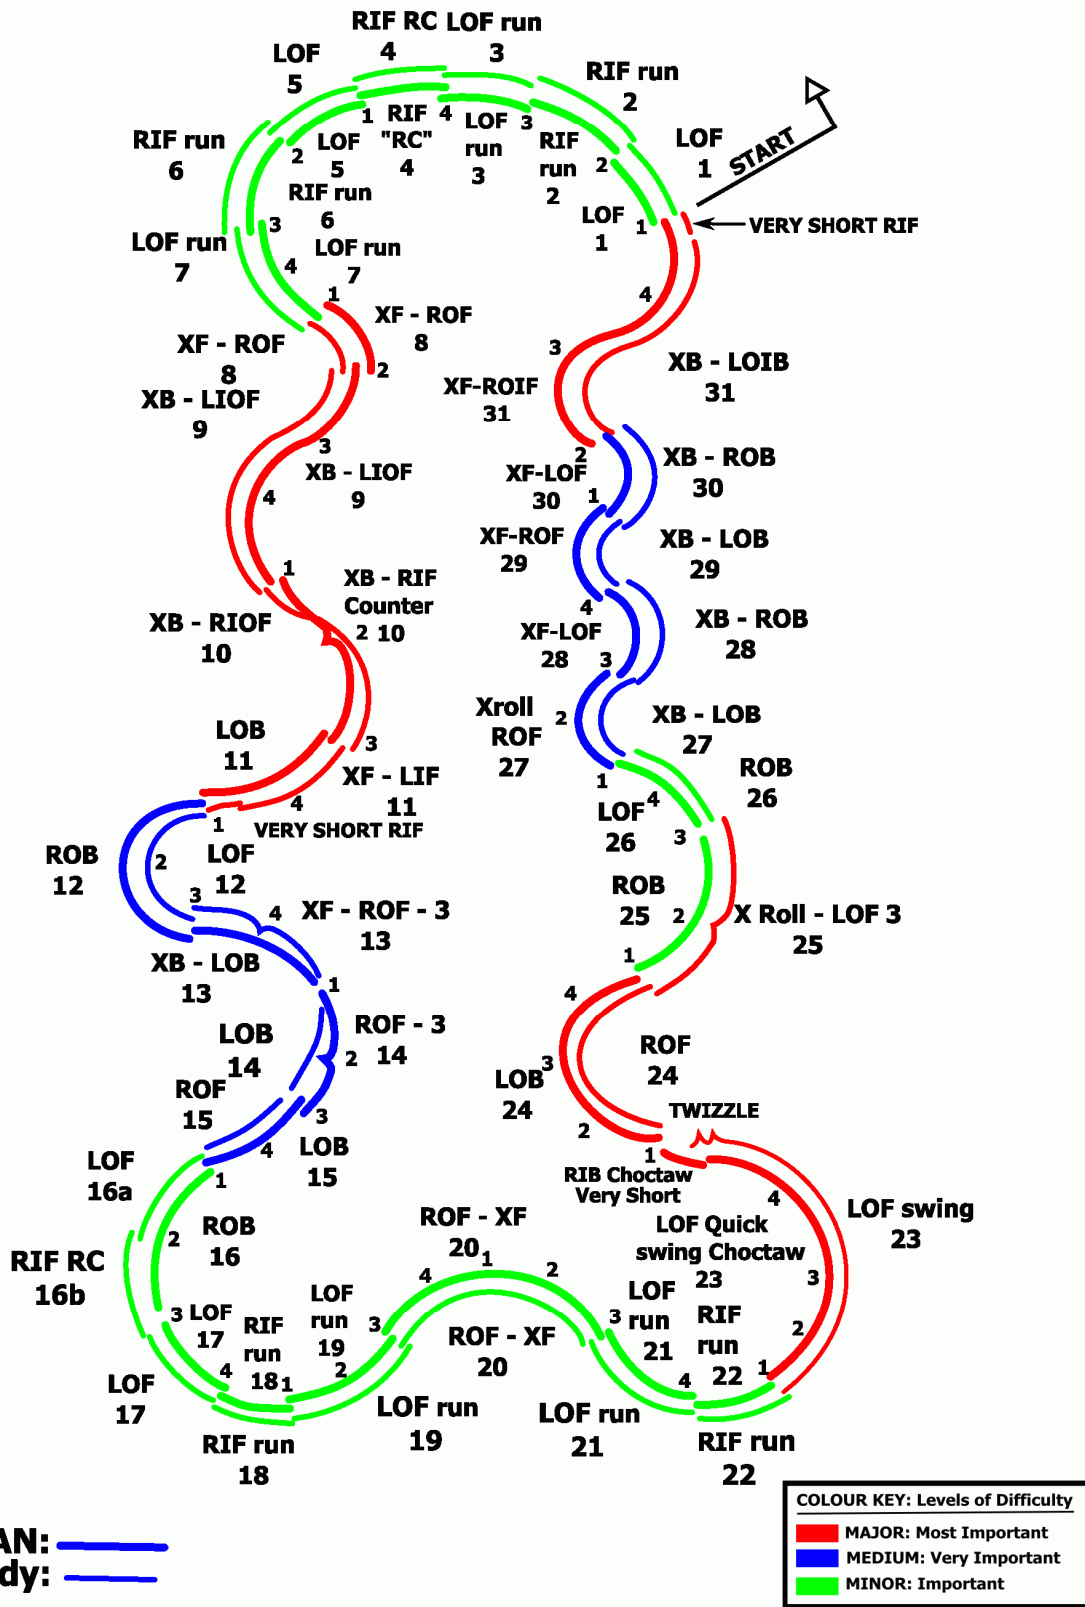 RIF RC LOF run
4 3
LOF
5
RIF run
2
LOF
1
START
VERY SHORT RIF
RIF run
6
LOF run
7
1 RIF 4 LOF 3 RIF 2
"RC" run run
4 3 2
2 LOF
5
RIF run
6
3
LOF run
7
4
LOF
1
1
1
XF - ROF
8
2
XF - ROF
8
XB - LIOF
9
3
XB - LIOF
9
4
4
3
XB - LOIB
31
XF-ROIF
31
2
XF-LOF
30
1
XB - ROB
30
XF-ROF
29
XB - LOB
29
4
XF-LOF
28
3
XB - ROB
28
Xroll
ROF
27
2
XB - LOB
27
1
1
XB - RIF
Counter
2 10
XB - RIOF
10
LOB
11
3
XF - LIF
11
4
VERY SHORT RIF
1
ROB
12
2
LOF
12
3
4
XF - ROF - 3
13
XB - LOB
13
1
ROF - 3
14
2
LOB
14
ROF
15
3
LOB
15
4
ROB
26
4
LOF
26
3
ROB
25
2
1
X Roll - LOF 3
25
4
3
LOB
24
2
ROF
24
TWIZZLE
1
RIB Choctaw
Very Short
4
LOF Quick
swing Choctaw
23
LOF swing
23
3
2
1
LOF
16a
1
ROB
16
2
RIF RC
16b
3
LOF
17
RIF
run
18
4
1
LOF
run
19
3
2
LOF
17
RIF run
18
LOF run
19
ROF - XF
20
4 1 2
ROF - XF
20
3
LOF
run
21
4
RIF
run
22
LOF run
21
RIF run
22
AN:
dy:
COLOUR KEY: Levels of Difficulty
MAJOR: Most Important
MEDIUM: Very Important
MINOR: Important